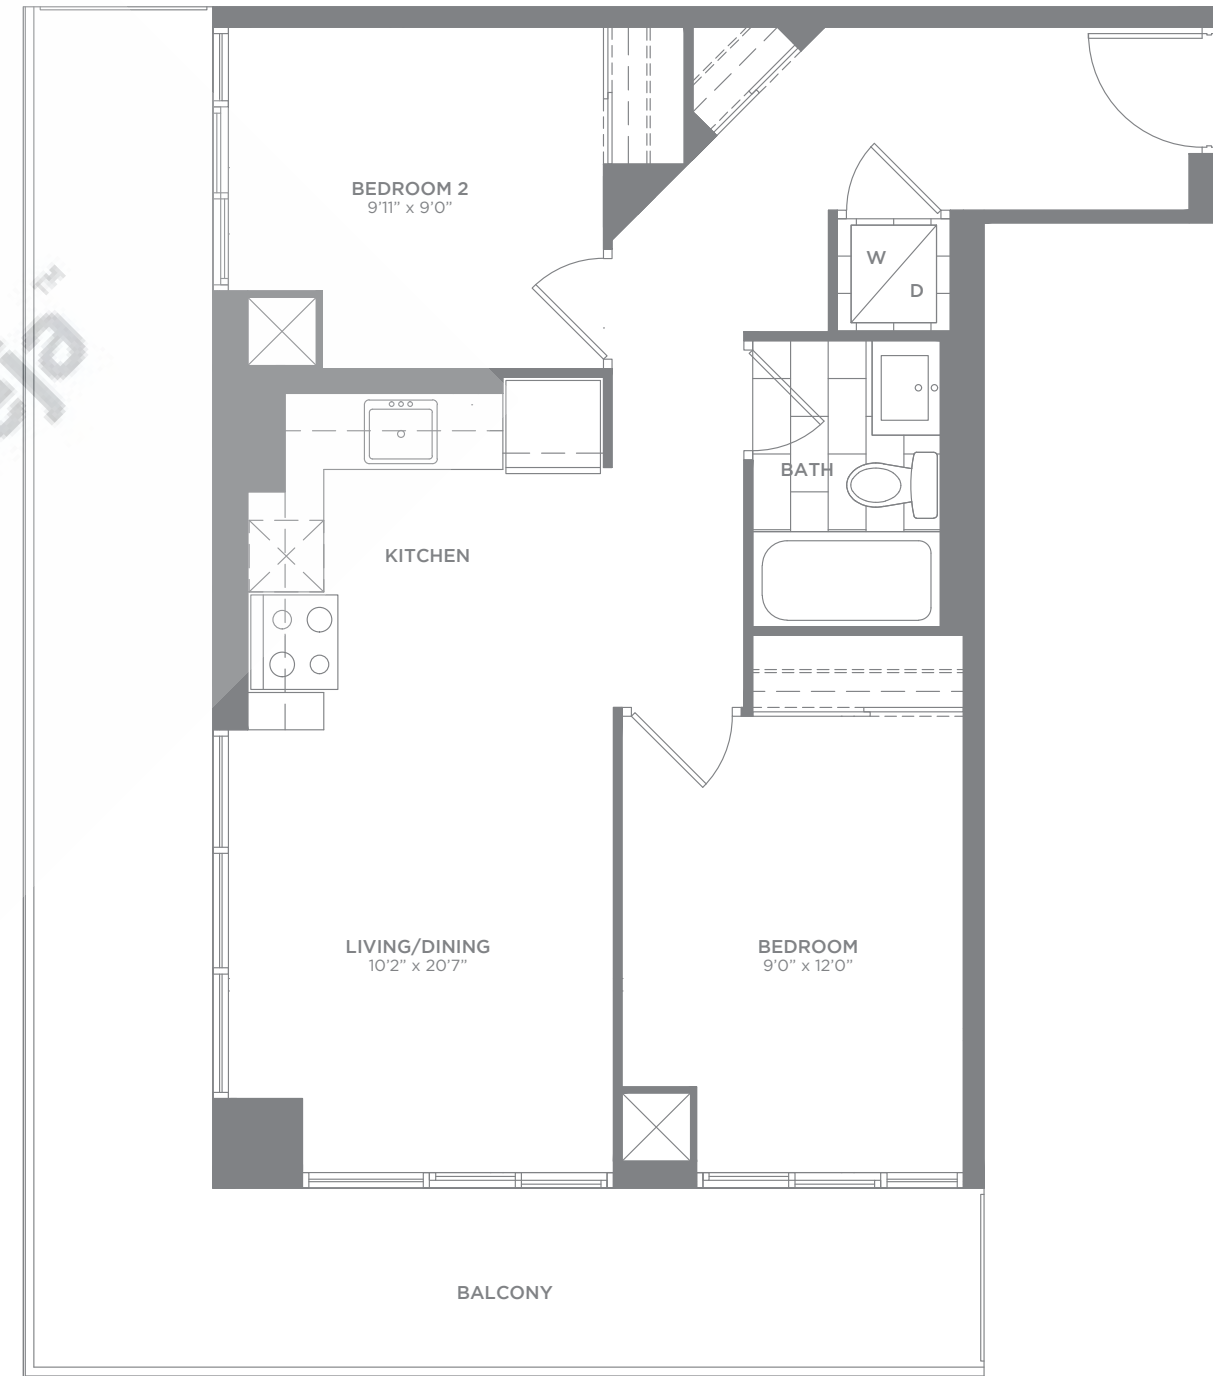 BEDROOM 2
9'11" x 9'0"
W
D
BATH
KITCHEN
LIVING/DINING
10'2" x 20'7"
BEDROOM
9'0" x 12'0"
BALCONY